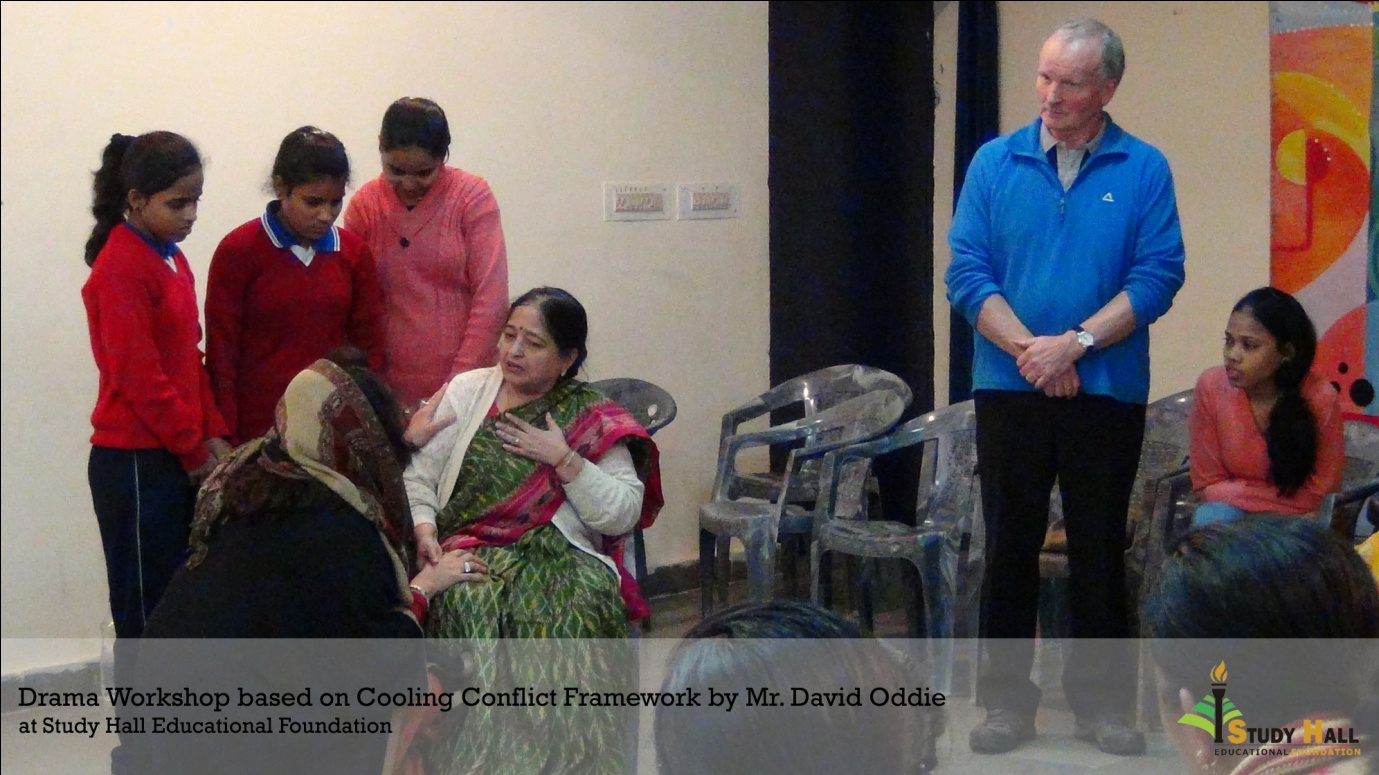 Drama Workshop based on Cooling Conflict Framework by Mr. David Oddie
at Study Hall Educational Foundation
STUDY HALL
EDUCATIONAL FOUNDATION